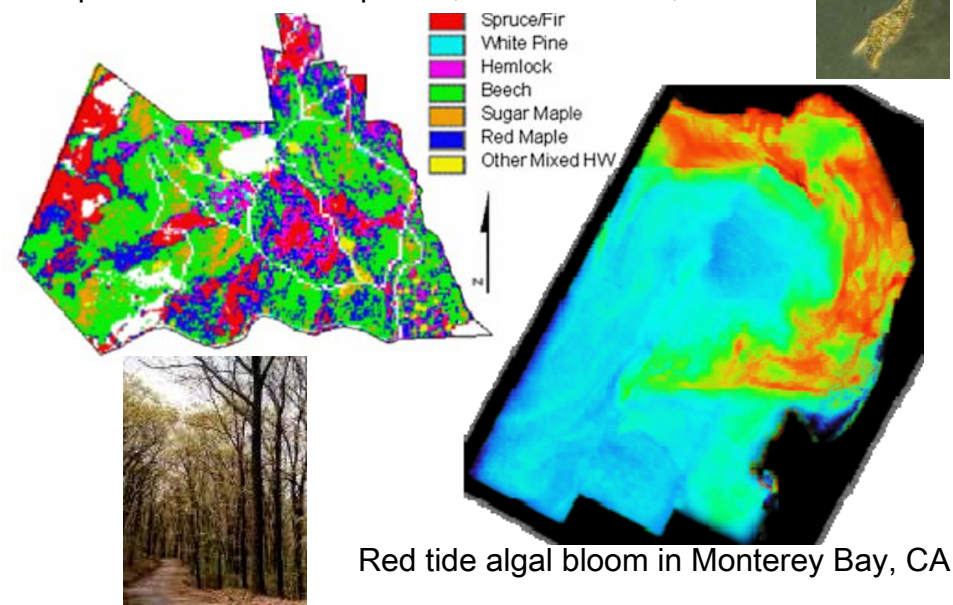 Spruce/Fir
White Pine
Hemlock
Beech
Sugar Maple
Red Maple
Other Mixed HW
N
Red tide algal bloom in Monterey Bay, CA